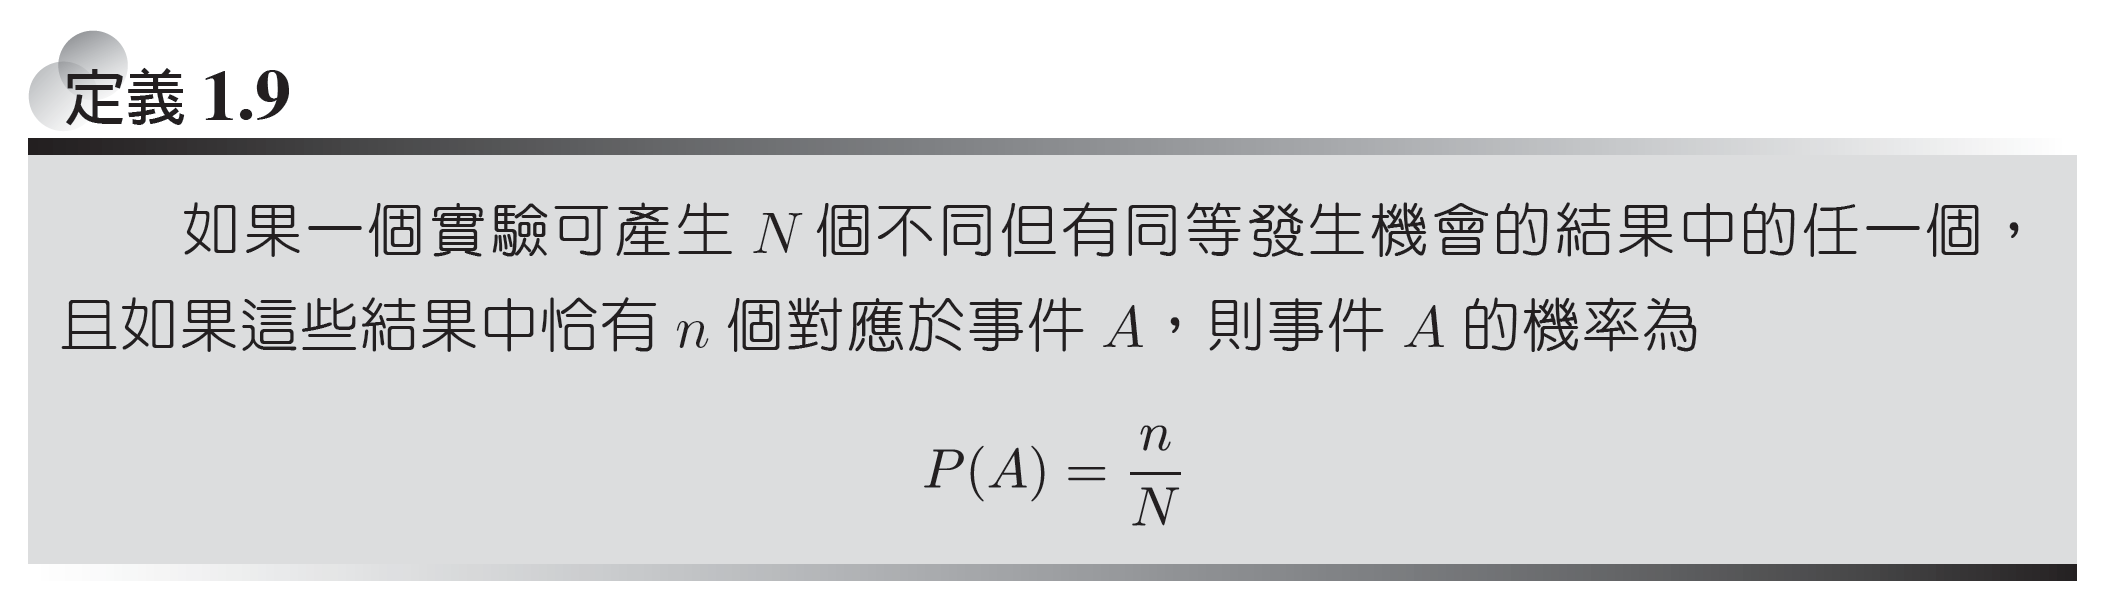 定義 1.9
如果一個實驗可產生 N 個不同但有同等發生機會的結果中的任一個，
且如果這些結果中恰有 n 個對應於事件 A，則事件 A 的機率為
P(A) = n/N